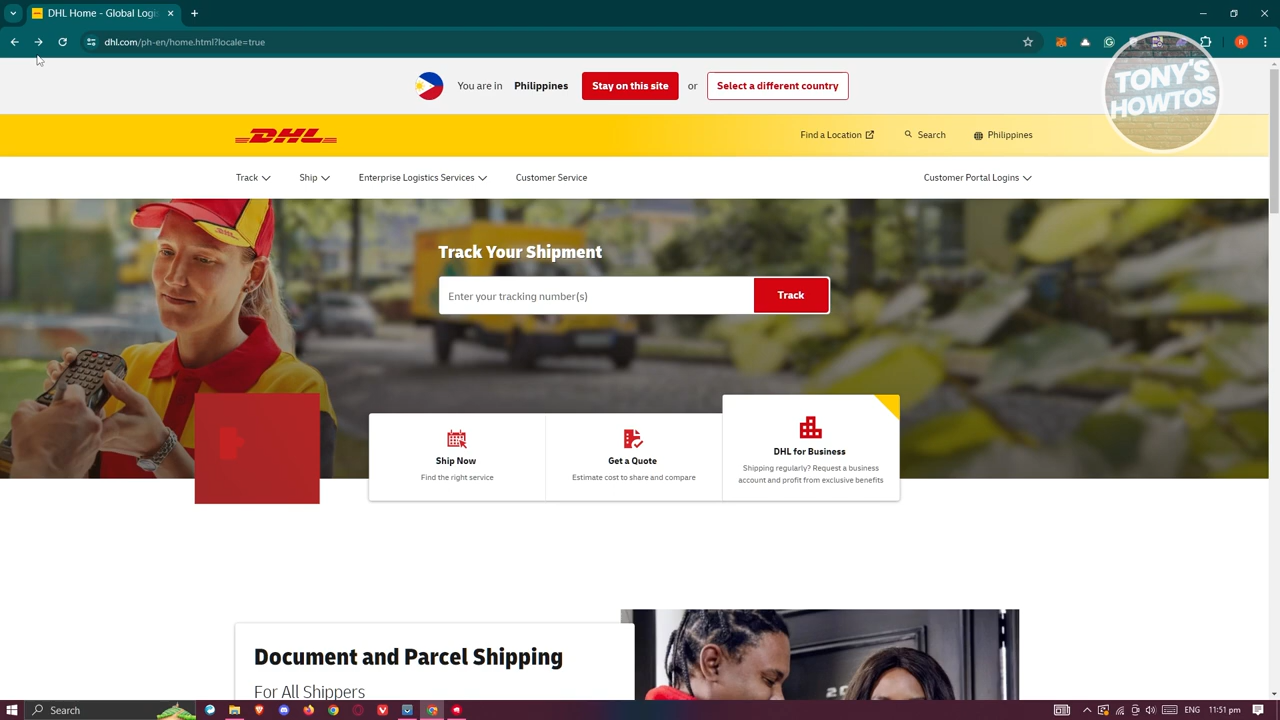 DHL Home - Global Logi
dhl.com/ph-en/home.html?locale=true
R
TONY'S
HOWTOS
You are in Philippines Stay on this site or Select a different country
DHL
Find a Location Search Philippines
Track Ship Enterprise Logistics Services Customer Service Customer Portal Logins
DHL
Track Your Shipment
Enter your tracking number(s) Track
Ship Now
Find the right service
Get a Quote
Estimate cost to share and compare
DHL for Business
Shipping regularly? Request a business
account and profit from exclusive benefits
Document and Parcel Shipping
For All Shippers
Search
ENG 11:51 pm